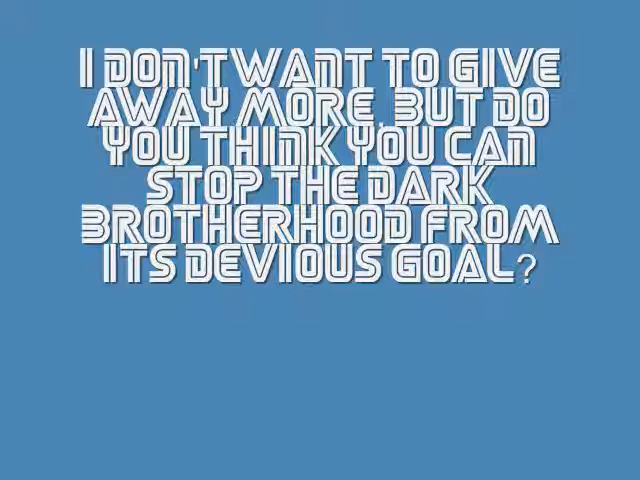 I DON'T WANT TO GIVE
AWAY MORE, BUT DO
YOU THINK YOU CAN
STOP THE DARK
BROTHERHOOD FROM
ITS DEVIOUS GOAL?